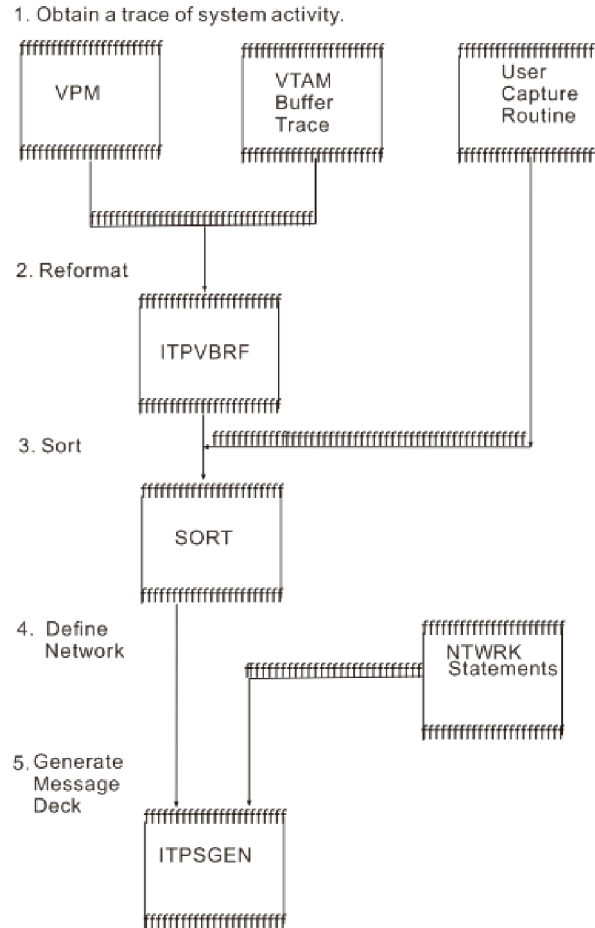 1. Obtain a trace of system activity.
VPM
VTAM
Buffer
Trace
User
Capture
Routine
2. Reformat
ITPVBRF
3. Sort
SORT
4. Define
Network
NTWRK
Statements
5. Generate
Message
Deck
ITPSGEN